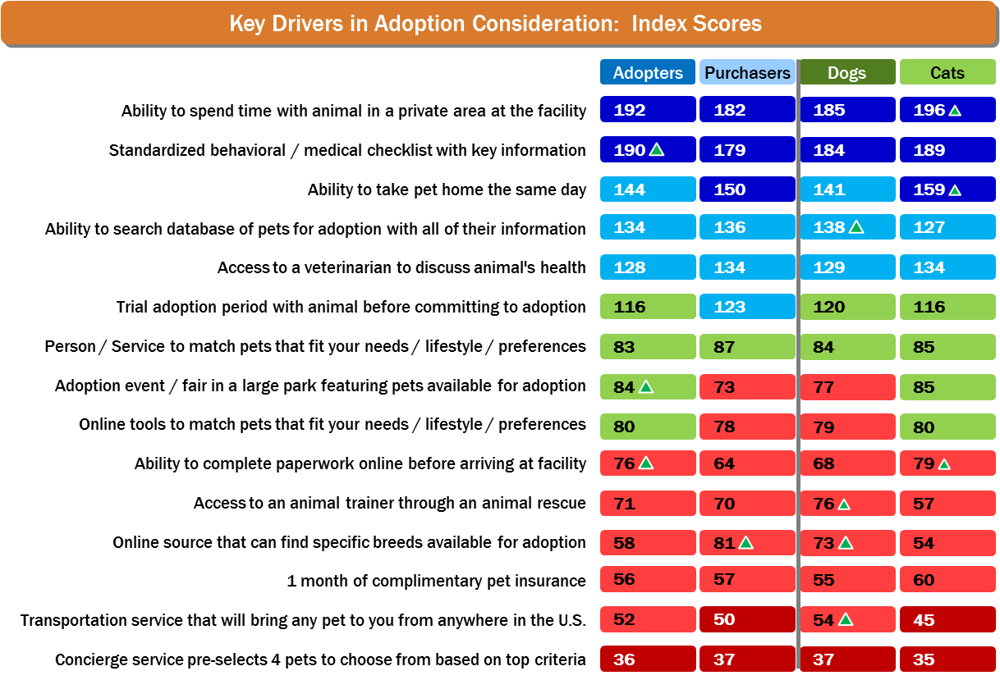 Key Drivers in Adoption Consideration:  Index Scores
Adopters Purchasers Dogs Cats
Ability to spend time with animal in a private area at the facility 192 182 185 196
Standardized behavioral / medical checklist with key information 190 179 184 189
Ability to take pet home the same day 144 150 141 159
Ability to search database of pets for adoption with all of their information 134 136 138 127
Access to a veterinarian to discuss animal's health 128 134 129 134
Trial adoption period with animal before committing to adoption 116 123 120 116
Person / Service to match pets that fit your needs / lifestyle / preferences 83 87 84 85
Adoption event / fair in a large park featuring pets available for adoption 84 73 77 85
Online tools to match pets that fit your needs / lifestyle / preferences 80 78 79 80
Ability to complete paperwork online before arriving at facility 76 64 68 79
Access to an animal trainer through an animal rescue 71 70 76 57
Online source that can find specific breeds available for adoption 58 81 73 54
1 month of complimentary pet insurance 56 57 55 60
Transportation service that will bring any pet to you from anywhere in the U.S. 52 50 54 45
Concierge service pre-selects 4 pets to choose from based on top criteria 36 37 37 35